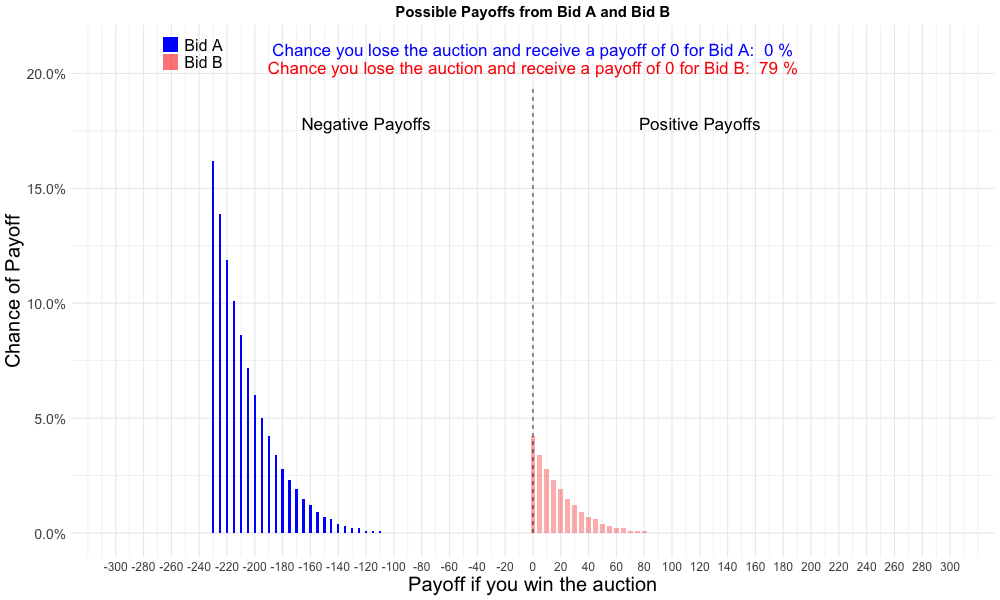 Possible Payoffs from Bid A and Bid B
Bid A
Bid B
Chance you lose the auction and receive a payoff of 0 for Bid A:  0 %
Chance you lose the auction and receive a payoff of 0 for Bid B:  79 %
Negative Payoffs
Positive Payoffs
Chance of Payoff
20.0%
15.0%
10.0%
5.0%
0.0%
-300 -280 -260 -240 -220 -200 -180 -160 -140 -120 -100 -80 -60 -40 -20 0 20 40 60 80 100 120 140 160 180 200 220 240 260 280 300
Payoff if you win the auction